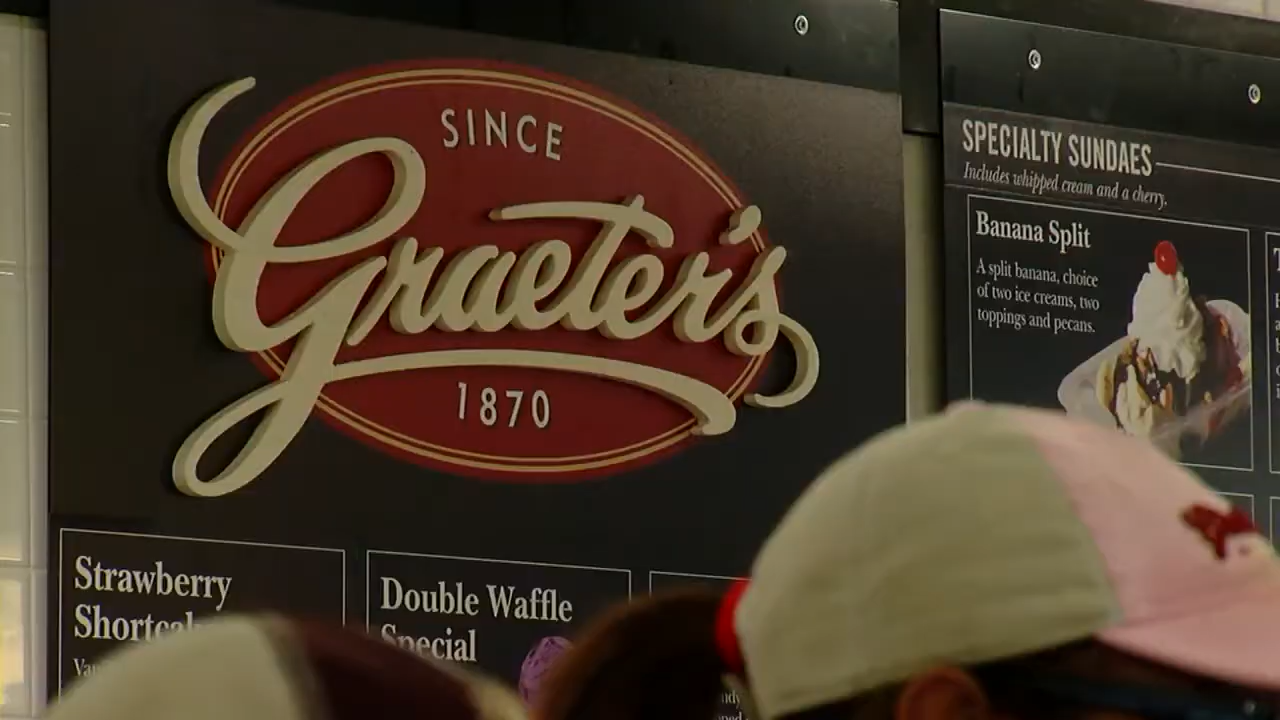 SINCE
Graeter's
1870
SPECIALTY SUNDAES
Includes whipped cream and a cherry.
Banana Split
A split banana, choice
of two ice creams, two
toppings and pecans.
Strawberry
Double Waffle
Special